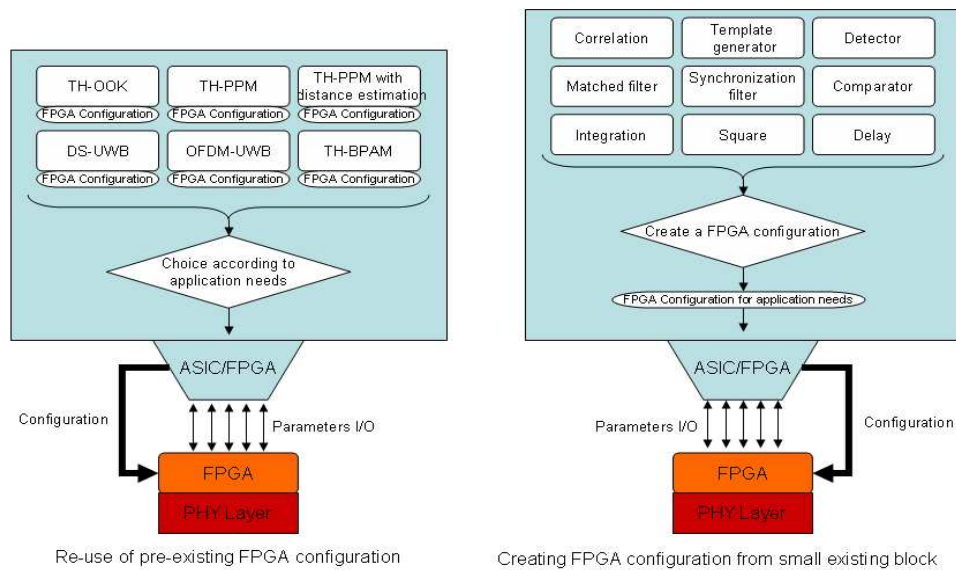 TH-OOK
FPGA Configuration
TH-PPM
FPGA Configuration
TH-PPM with
distance estimation
FPGA Configuration
DS-UWB
FPGA Configuration
OFDM-UWB
FPGA Configuration
TH-BPAM
FPGA Configuration
Choice according to
application needs
ASIC/FPGA
Configuration
Parameters I/O
FPGA
PHY Layer
Re-use of pre-existing FPGA configuration
Correlation
Template
generator
Detector
Matched filter
Synchronization
filter
Comparator
Integration
Square
Delay
Create a FPGA configuration
FPGA Configuration for application needs
ASIC/FPGA
Parameters I/O
Configuration
FPGA
PHY Layer
Creating FPGA configuration from small existing block